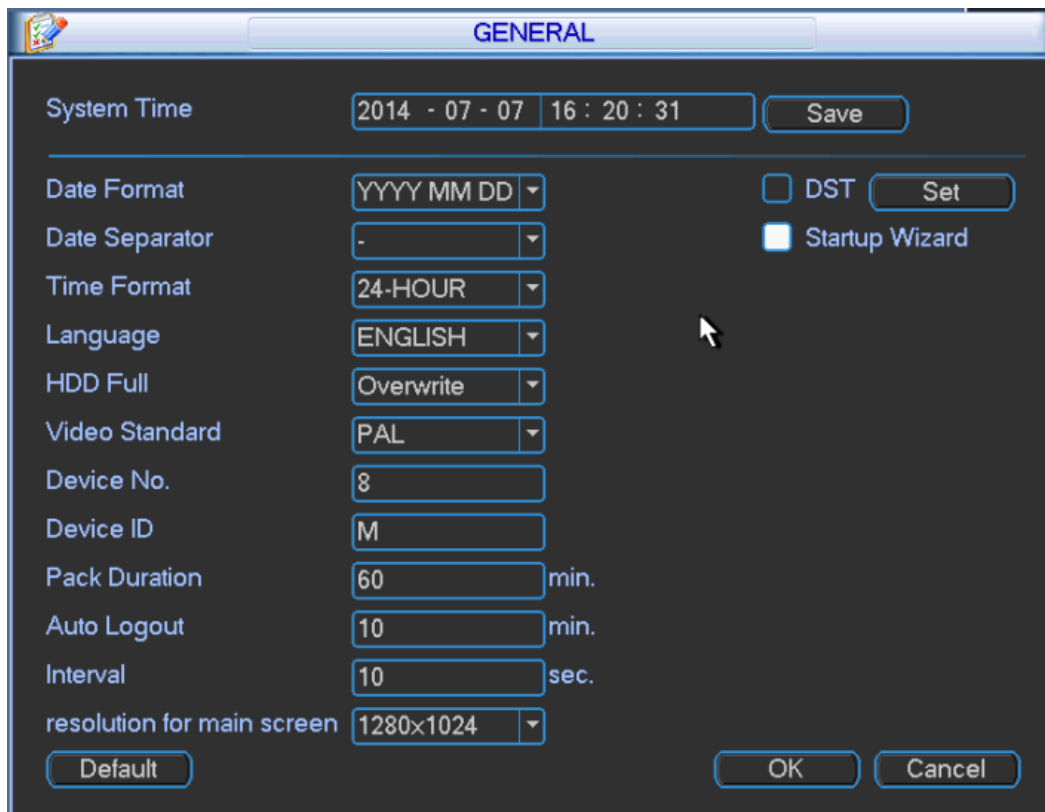 GENERAL
System Time 2014 - 07 - 07 16 : 20 : 31 Save
Date Format YYYY MM DD DST Set
Date Separator - Startup Wizard
Time Format 24-HOUR
Language ENGLISH
HDD Full Overwrite
Video Standard PAL
Device No. 8
Device ID M
Pack Duration 60 min.
Auto Logout 10 min.
Interval 10 sec.
resolution for main screen 1280x1024
Default OK Cancel